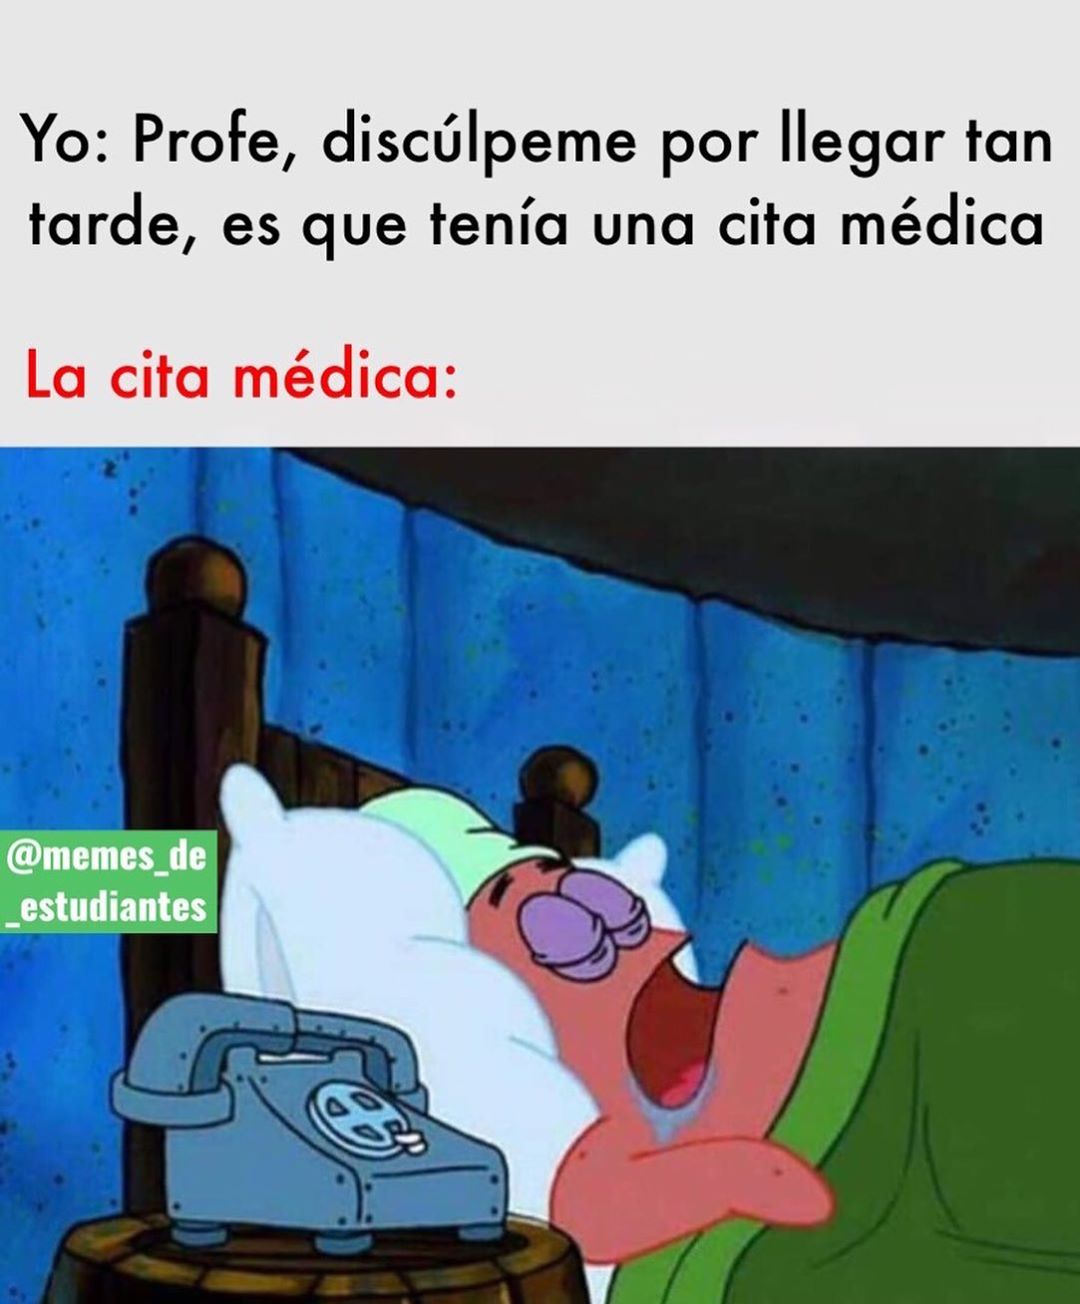 Yo: Profe, discúlpeme por llegar tan
tarde, es que tenía una cita médica
La cita médica:
@memes_de
_estudiantes